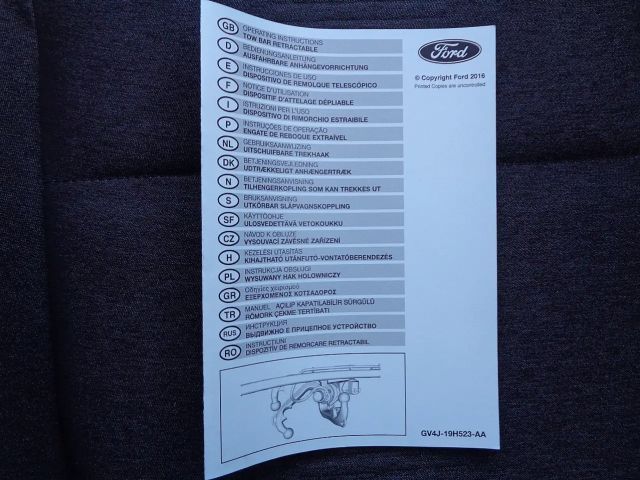 GB OPERATING INSTRUCTIONS
TOW BAR RETRACTABLE
D BEDIENUNGSANLEITUNG
AUSFAHRBARE ANHÄNGEVORRICHTUNG
E INSTRUCCIONES DE USO
DISPOSITIVO DE REMOLQUE TELESCÓPICO
F NOTICE D'UTILISATION
DISPOSITIF D'ATTELAGE DÉPLIABLE
I ISTRUZIONI PER L'USO
DISPOSITIVO DI RIMORCHIO ESTRAIBILE
P INSTRUÇÕES DE OPERAÇÃO
ENGATE DE REBOQUE EXTRAÍVEL
NL GEBRUIKSAANWIJZING
UITSCHUIFBARE TREKHAAK
DK BETJENINGSVEJLEDNING
UDTRÆKKELIGT ANHÆNGERTRÆK
N BETJENINGSANVISNING
TILHENGERKOPLING SOM KAN TREKKES UT
S BRUKSANVISNING
UTKÖRBAR SLÄPVAGNSKOPPLING
SF KÄYTTÖOHJE
ULOSVEDETTÄVÄ VETOKOUKKU
CZ NÁVOD K OBLUZE
VYSOUVACÍ ZÁVĚSNÉ ZAŘÍZENÍ
H KEZELÉSI UTASÍTÁS
KIHAJTHATÓ UTÁNFUTÓ-VONTATÓBERENDEZÉS
PL INSTRUKCJA OBSŁUGI
WYSUWANY HAK HOLOWNICZY
GR Οδηγίες χειρισμού
ΕΞΕΡΧΟΜΕΝΟΣ ΚΟΤΣΑΔΟΡΟΣ
TR MANUEL AÇILIP KAPATILABİLİR SÜRGÜLÜ
RÖMORK ÇEKME TERTİBATI
RUS ИНСТРУКЦИЯ
ВЫДВИЖНО Е ПРИЦЕПНОЕ УСТРОЙСТВО
RO INSTRUCŢIUNI
DISPOZITIV DE REMORCARE RETRACTABIL
Ford
© Copyright Ford 2016
Printed Copies are uncontrolled
GV4J-19H523-AA